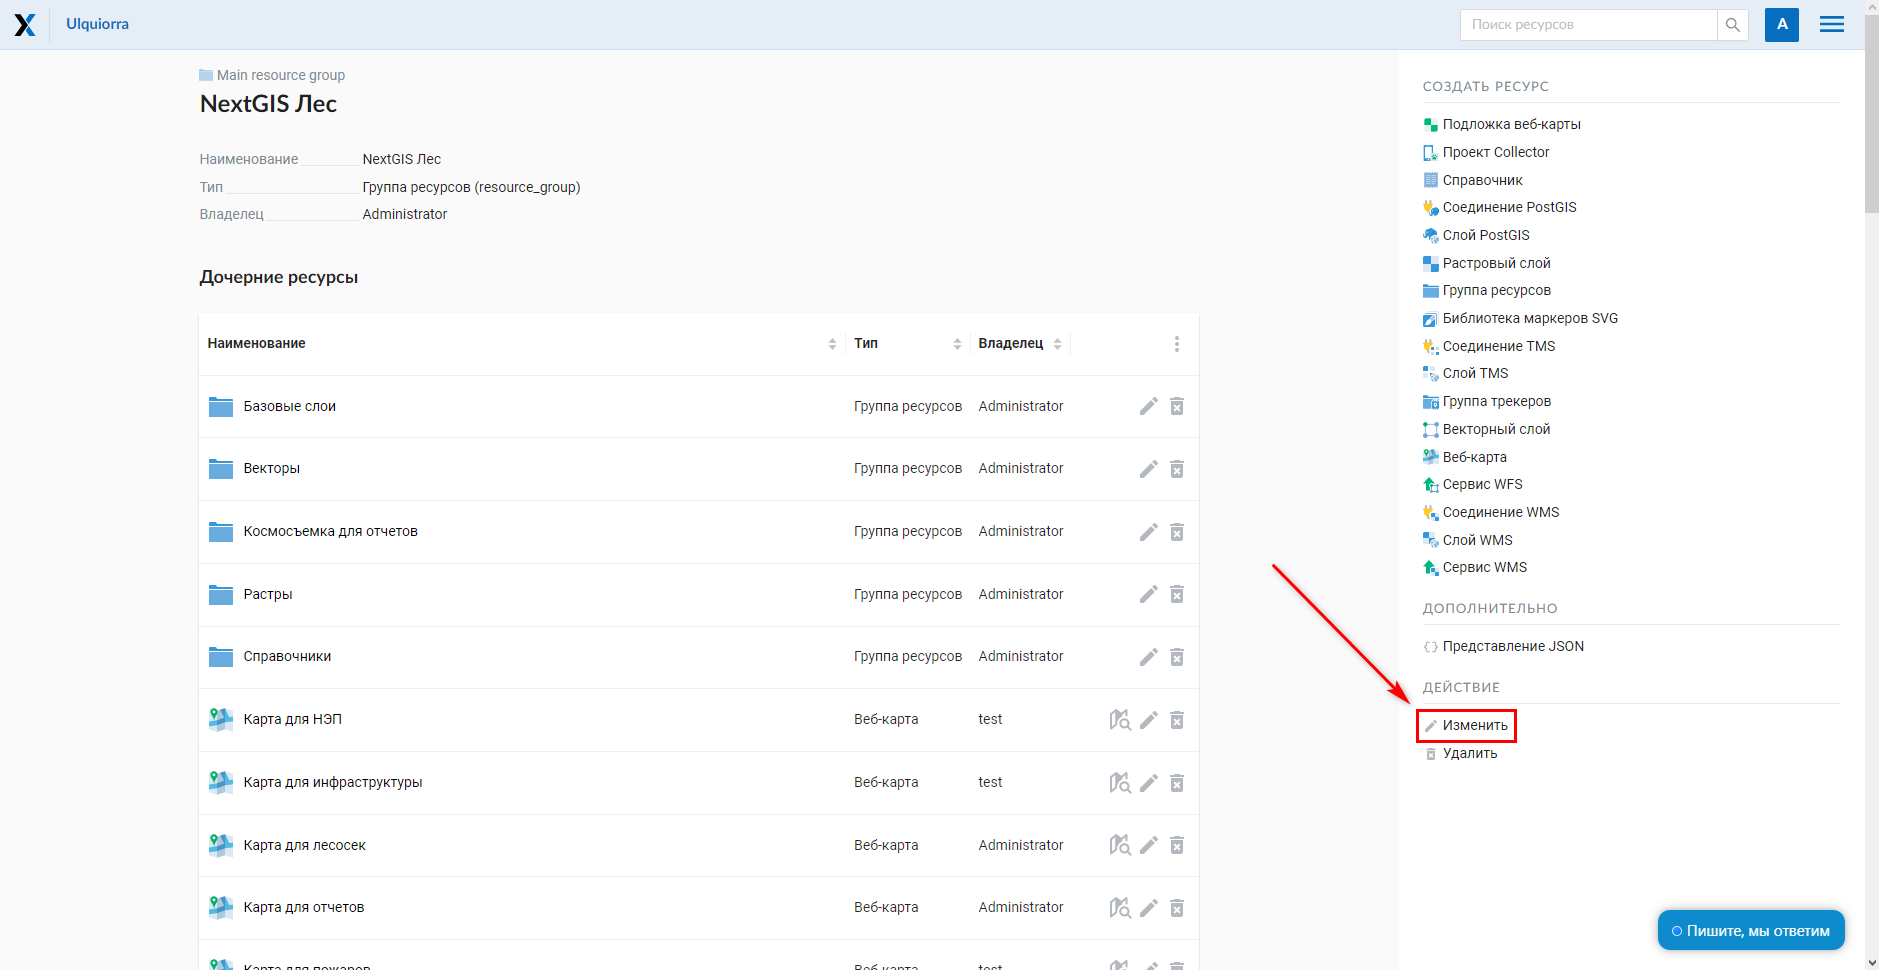 Ulquiorra
Поиск ресурсов
A
Main resource group
NextGIS Лес
Наименование NextGIS Лес
Тип Группа ресурсов (resource_group)
Владелец Administrator
Дочерние ресурсы
Наименование Тип Владелец
Базовые слои Группа ресурсов Administrator
Векторы Группа ресурсов Administrator
Космосъемка для отчетов Группа ресурсов Administrator
Растры Группа ресурсов Administrator
Справочники Группа ресурсов Administrator
Карта для НЭП Веб-карта test
Карта для инфраструктуры Веб-карта test
Карта для лесосек Веб-карта Administrator
Карта для отчетов Веб-карта Administrator
Карта для пожаров Веб-карта test
СОЗДАТЬ РЕСУРС
Подложка веб-карты
Проект Collector
Справочник
Соединение PostGIS
Слой PostGIS
Растровый слой
Группа ресурсов
Библиотека маркеров SVG
Соединение TMS
Слой TMS
Группа трекеров
Векторный слой
Веб-карта
Сервис WFS
Соединение WMS
Слой WMS
Сервис WMS
ДОПОЛНИТЕЛЬНО
Представление JSON
ДЕЙСТВИЕ
Изменить
Удалить
Пишите, мы ответим